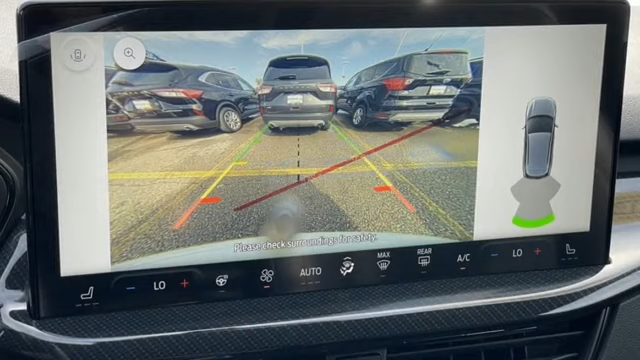 Please check surroundings for safety.
LO
AUTO
MAX
REAR
A/C
LO